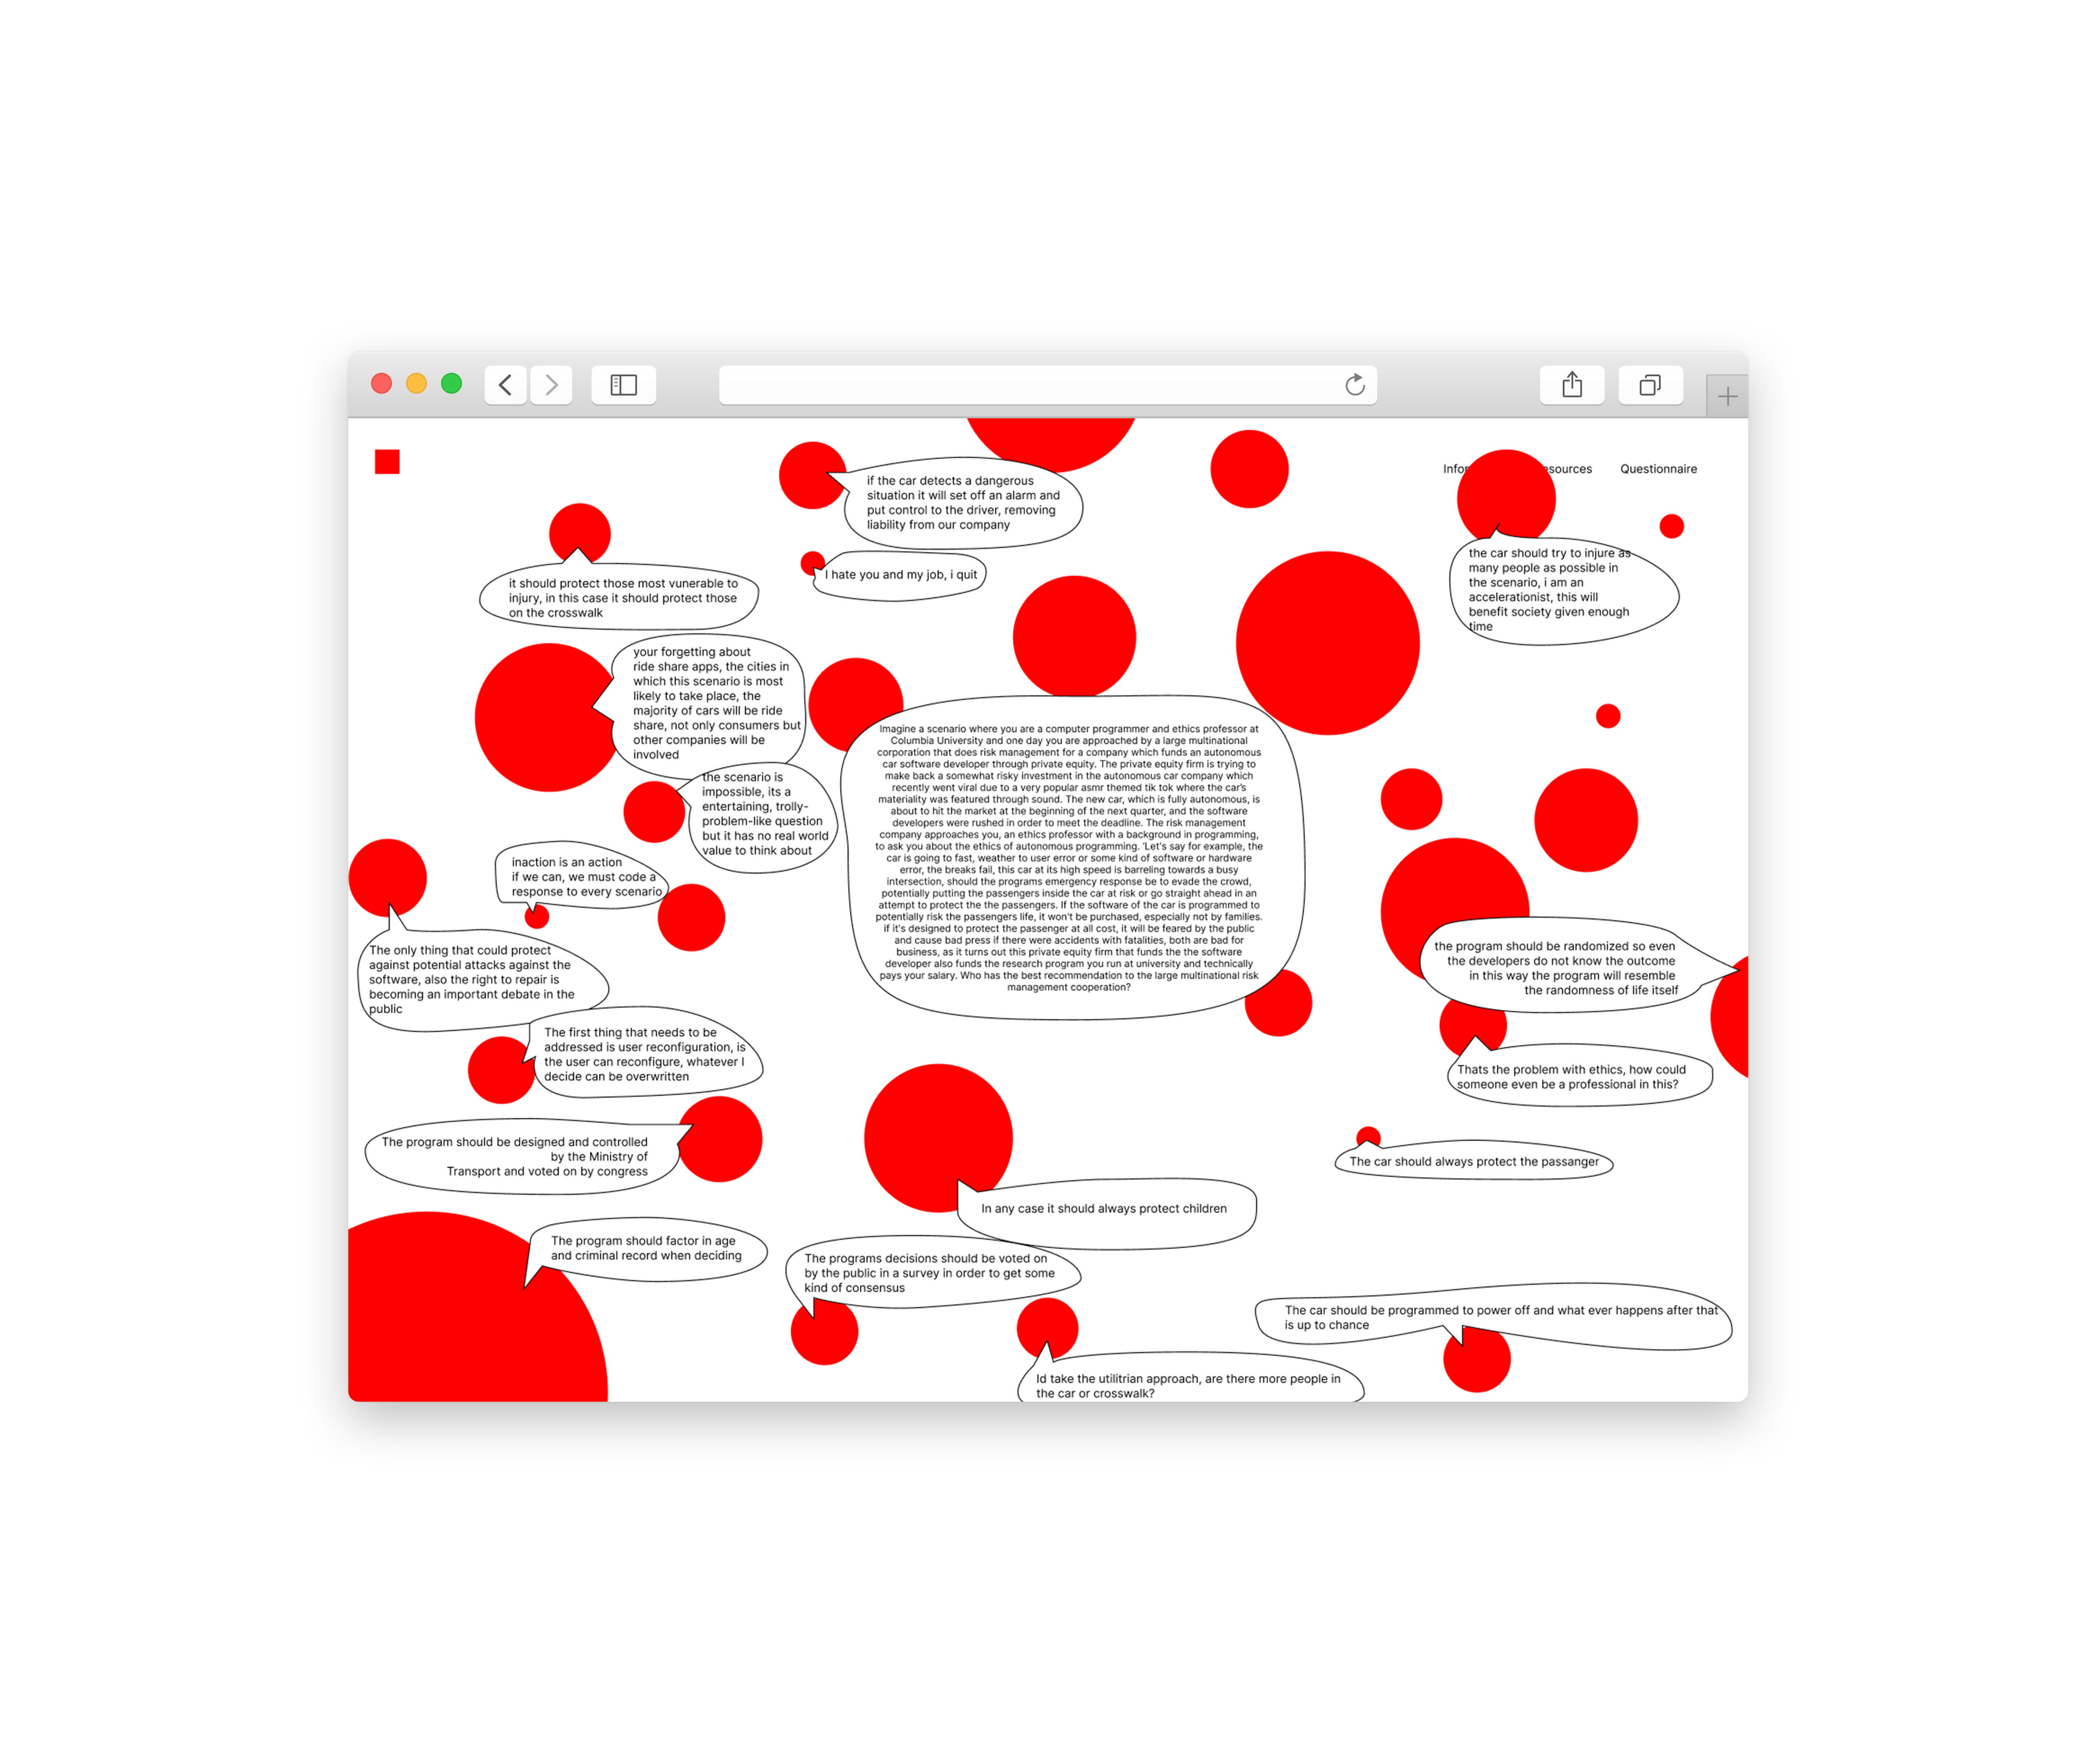 Infor esources Questionnaire
if the car detects a dangerous
situation it will set off an alarm and
put control to the driver, removing
liability from our company
I hate you and my job, i quit
it should protect those most vunerable to
injury, in this case it should protect those
on the crosswalk
the car should try to injure as
many people as possible in
the scenario, i am an
accelerationist, this will
benefit society given enough
time
your forgetting about
ride share apps, the cities in
which this scenario is most
likely to take place, the
majority of cars will be ride
share, not only consumers but
other companies will be
involved
the scenario is
impossible, its a
entertaining, trolly-
problem-like question
but it has no real world
value to think about
Imagine a scenario where you are a computer programmer and ethics professor at
Columbia University and one day you are approached by a large multinational
corporation that does risk management for a company which funds an autonomous
car software developer through private equity. The private equity firm is trying to
make back a somewhat risky investment in the autonomous car company which
recently went viral due to a very popular asmr themed tik tok where the car's
materiality was featured through sound. The new car, which is fully autonomous, is
about to hit the market at the beginning of the next quarter, and the software
developers were rushed in order to meet the deadline. The risk management
company approaches you, an ethics professor with a background in programming,
to ask you about the ethics of autonomous programming. 'Let's say for example, the
car is going to fast, weather to user error or some kind of software or hardware
error, the breaks fail, this car at its high speed is barreling towards a busy
intersection, should the programs emergency response be to evade the crowd,
potentially putting the passengers inside the car at risk or go straight ahead in an
attempt to protect the the passengers. If the software of the car is programmed to
potentially risk the passengers life, it won't be purchased, especially not by families.
if it's designed to protect the passenger at all cost, it will be feared by the public
and cause bad press if there were accidents with fatalities, both are bad for
business, as it turns out this private equity firm that funds the the software
developer also funds the research program you run at university and technically
pays your salary. Who has the best recommendation to the large multinational risk
management cooperation?
inaction is an action
if we can, we must code a
response to every scenario
The only thing that could protect
against potential attacks against the
software, also the right to repair is
becoming an important debate in the
public
the program should be randomized so even
the developers do not know the outcome
in this way the program will resemble
the randomness of life itself
The first thing that needs to be
addressed is user reconfiguration, is
the user can reconfigure, whatever I
decide can be overwritten
Thats the problem with ethics, how could
someone even be a professional in this?
The program should be designed and controlled
by the Ministry of
Transport and voted on by congress
The car should always protect the passanger
In any case it should always protect children
The program should factor in age
and criminal record when deciding
The programs decisions should be voted on
by the public in a survey in order to get some
kind of consensus
The car should be programmed to power off and what ever happens after that
is up to chance
Id take the utilitrian approach, are there more people in
the car or crosswalk?